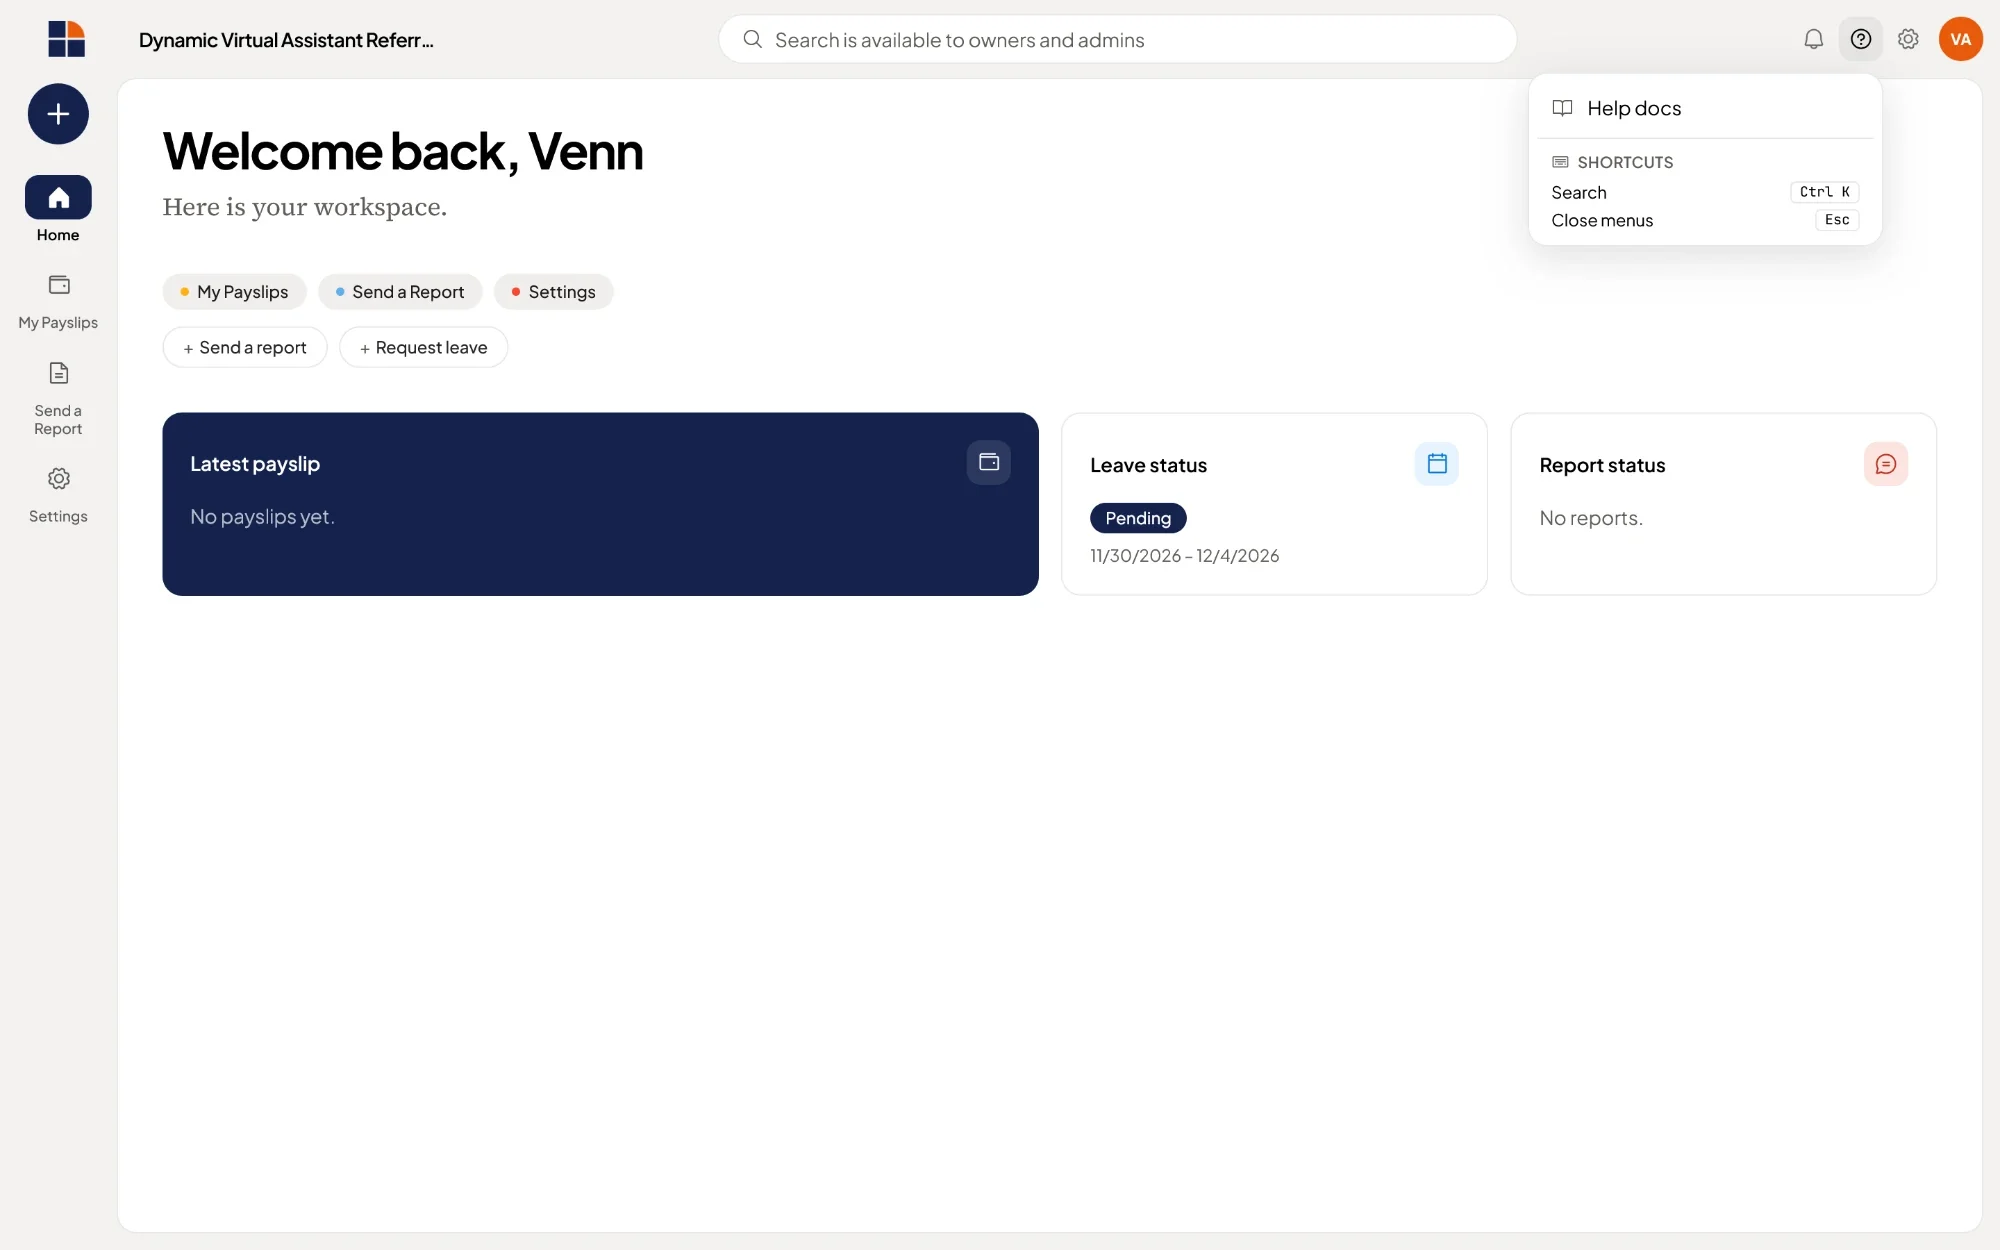 Dynamic Virtual Assistant Referr...
Search is available to owners and admins
VA
Help docs
SHORTCUTS
Search
Ctrl K
Close menus
Esc
Home
My Payslips
Send a
Report
Settings
Welcome back, Venn
Here is your workspace.
My Payslips
Send a Report
Settings
+ Send a report
+ Request leave
Latest payslip
No payslips yet.
Leave status
Pending
11/30/2026 – 12/4/2026
Report status
No reports.